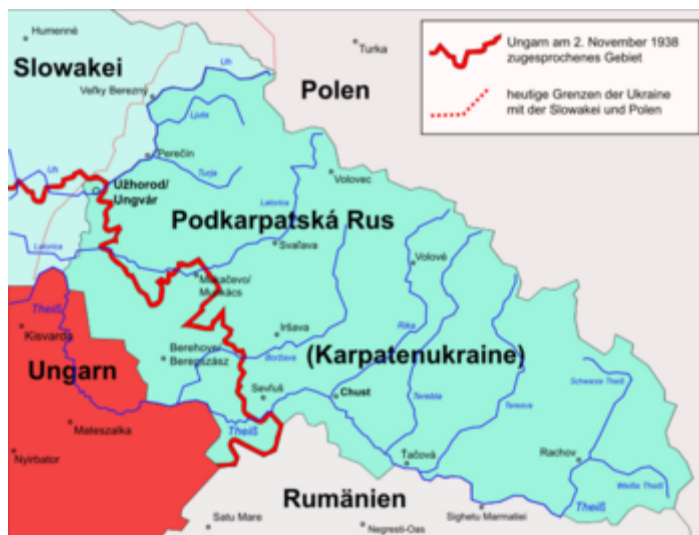 Humenné
Slowakei
Turka
Ungarn am 2. November 1938
zugesprochenes Gebiet
heutige Grenzen der Ukraine
mit der Slowakei und Polen
Uh
Polen
Veľky Berezný
Ljuta
Perečín
Turja
Uh
Volovec
Užhorod/
Ungvár
Latorica
Podkarpatská Rus
Latorica
Svaľava
Volové
Mukačevo/
Munkács
Theiß
Kisvarda
Iršava
Rika
Berehovo/
Beregszász
Boržava
(Karpatenukraine)
Ungarn
Schwarze Theiß
Sevľuš
Chust
Terebľa
Teresva
Mateszalka
Theiß
Nyirbator
Ťačová
Rachov
Weiße Theiß
Rumänien
Theiß
Satu Mare
Negresti-Oas
Sighetu Marmatiei